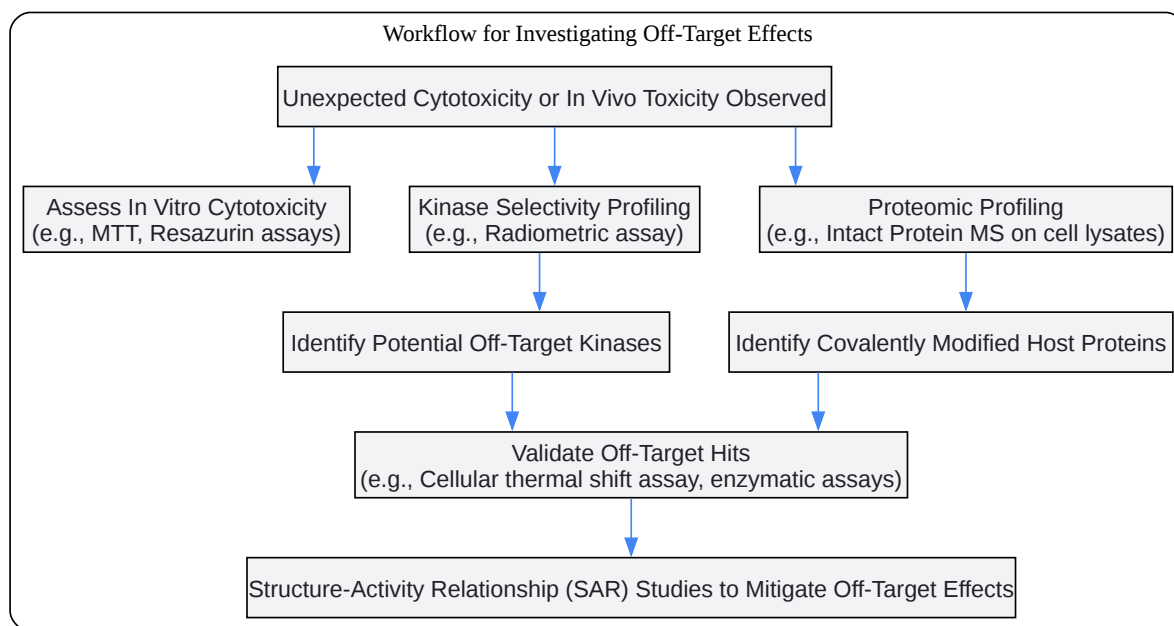 Workflow for Investigating Off-Target Effects
Unexpected Cytotoxicity or In Vivo Toxicity Observed
Assess In Vitro Cytotoxicity
(e.g., MTT, Resazurin assays)
Kinase Selectivity Profiling
(e.g., Radiometric assay)
Proteomic Profiling
(e.g., Intact Protein MS on cell lysates)
Identify Potential Off-Target Kinases
Identify Covalently Modified Host Proteins
Validate Off-Target Hits
(e.g., Cellular thermal shift assay, enzymatic assays)
Structure-Activity Relationship (SAR) Studies to Mitigate Off-Target Effects